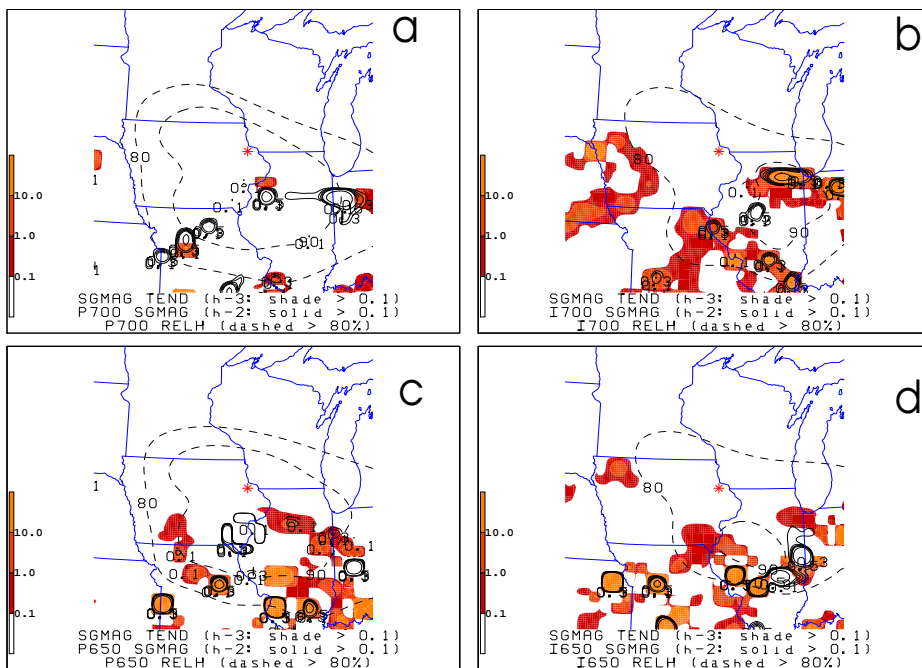 a
80
90
10.0
1.0
0.1
SGMAG TEND (h-3: shade > 0.1)
P700 SGMAG (h-2: solid > 0.1)
P700 RELH (dashed > 80%)
b
80
90
10.0
1.0
0.1
SGMAG TEND (h-3: shade > 0.1)
I700 SGMAG (h-2: solid > 0.1)
I700 RELH (dashed > 80%)
c
80
90
10.0
1.0
0.1
SGMAG TEND (h-3: shade > 0.1)
P650 SGMAG (h-2: solid > 0.1)
P650 RELH (dashed > 80%)
d
80
10.0
1.0
0.1
SGMAG TEND (h-3: shade > 0.1)
I650 SGMAG (h-2: solid > 0.1)
I650 RELH (dashed > 80%)